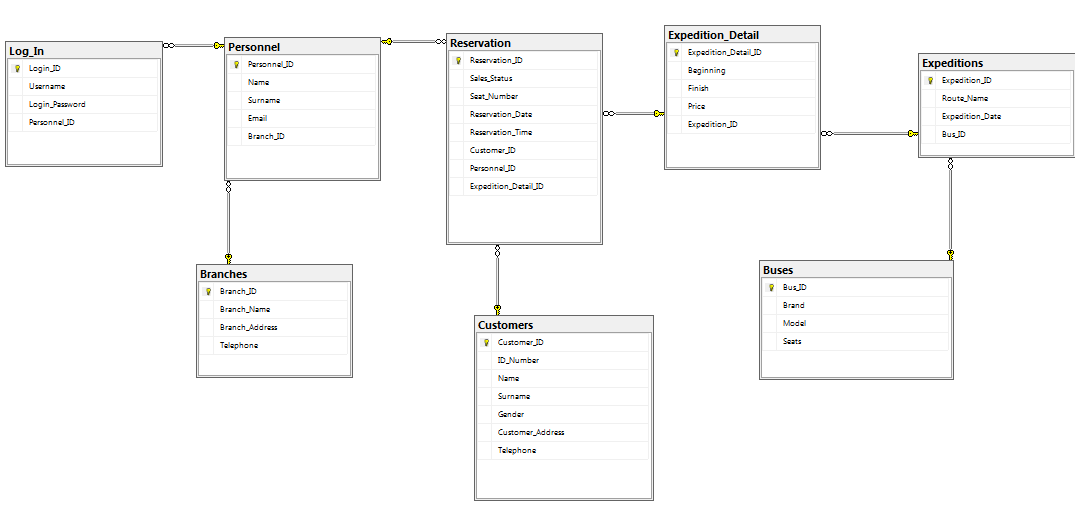 Log_In
Login_ID
Username
Login_Password
Personnel_ID
Personnel
Personnel_ID
Name
Surname
Email
Branch_ID
Reservation
Reservation_ID
Sales_Status
Seat_Number
Reservation_Date
Reservation_Time
Customer_ID
Personnel_ID
Expedition_Detail_ID
Expedition_Detail
Expedition_Detail_ID
Beginning
Finish
Price
Expedition_ID
Expeditions
Expedition_ID
Route_Name
Expedition_Date
Bus_ID
Branches
Branch_ID
Branch_Name
Branch_Address
Telephone
Customers
Customer_ID
ID_Number
Name
Surname
Gender
Customer_Address
Telephone
Buses
Bus_ID
Brand
Model
Seats